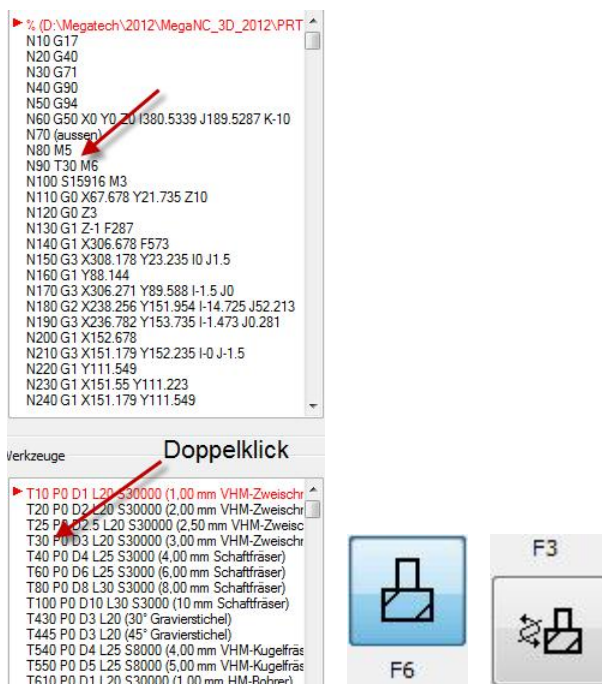 % (D:\Megatech\2012\MegaNC_3D_2012\PRT
N10 G17
N20 G40
N30 G71
N40 G90
N50 G94
N60 G50 X0 Y0 Z0 I380.5339 J189.5287 K-10
N70 (aussen)
N80 M5
N90 T30 M6
N100 S15916 M3
N110 G0 X67.678 Y21.735 Z10
N120 G0 Z3
N130 G1 Z-1 F287
N140 G1 X306.678 F573
N150 G3 X308.178 Y23.235 I0 J1.5
N160 G1 Y88.144
N170 G3 X306.271 Y89.588 I-1.5 J0
N180 G2 X238.256 Y151.954 I-14.725 J52.213
N190 G3 X236.782 Y153.735 I-1.473 J0.281
N200 G1 X152.678
N210 G3 X151.179 Y152.235 I-0 J-1.5
N220 G1 Y111.549
N230 G1 X151.55 Y111.223
N240 G1 X151.179 Y111.549
Werkzeuge
Doppelklick
T10 P0 D1 L20 S30000 (1,00 mm VHM-Zweischr
T20 P0 D2 L20 S30000 (2,00 mm VHM-Zweischr
T25 P0 D2.5 L20 S30000 (2,50 mm VHM-Zweisc
T30 P0 D3 L20 S30000 (3,00 mm VHM-Zweischr
T40 P0 D4 L25 S3000 (4,00 mm Schaftfräser)
T60 P0 D6 L25 S3000 (6,00 mm Schaftfräser)
T80 P0 D8 L30 S3000 (8,00 mm Schaftfräser)
T100 P0 D10 L30 S3000 (10 mm Schaftfräser)
T430 P0 D3 L20 (30° Gravierstichel)
T445 P0 D3 L20 (45° Gravierstichel)
T540 P0 D4 L25 S8000 (4,00 mm VHM-Kugelfräs
T550 P0 D5 L25 S8000 (5,00 mm VHM-Kugelfräs
T610 P0 D1 L20 S30000 (1,00 mm HM-Bohrer)
F6
F3